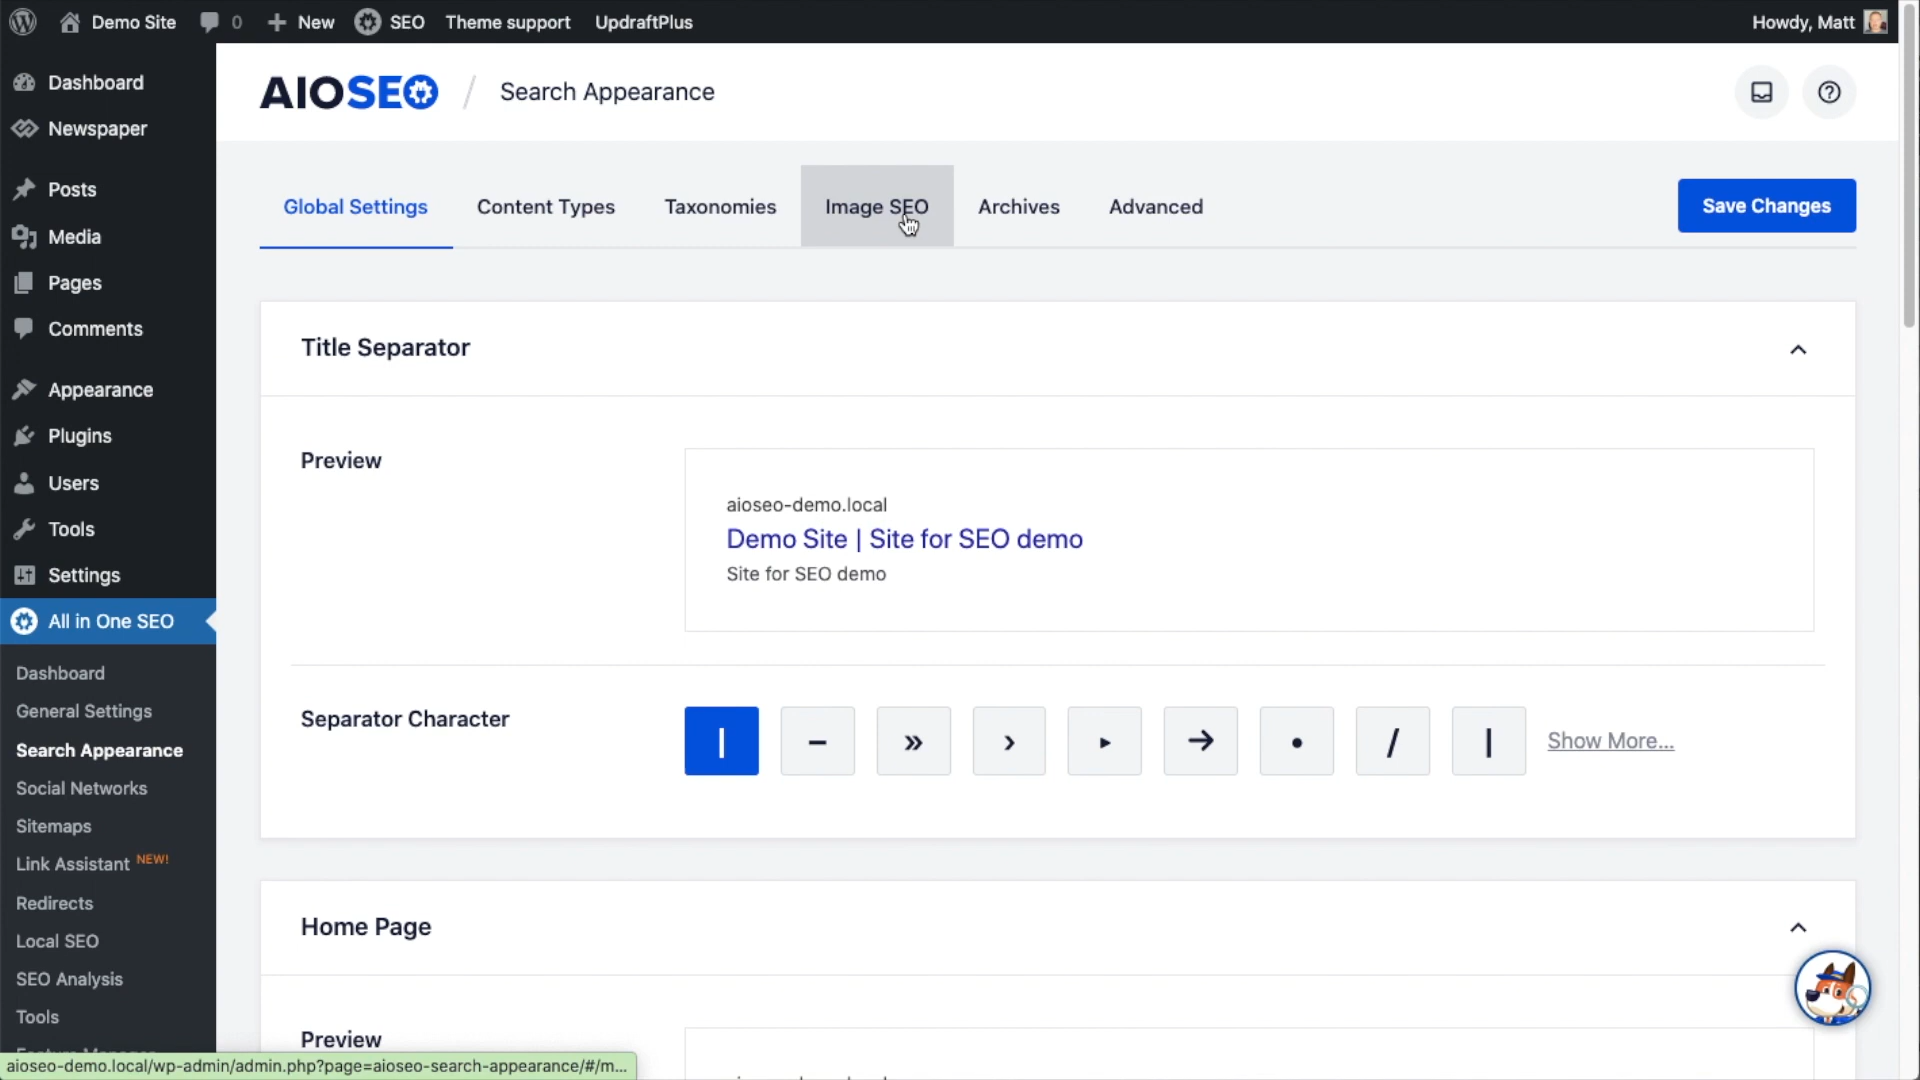 Demo Site
0
New
SEO
Theme support
UpdraftPlus
Howdy, Matt
Dashboard
Newspaper
Posts
Media
Pages
Comments
Appearance
Plugins
Users
Tools
Settings
All in One SEO
Dashboard
General Settings
Search Appearance
Social Networks
Sitemaps
Link Assistant NEW!
Redirects
Local SEO
SEO Analysis
Tools
AIOSEO / Search Appearance
Global Settings
Content Types
Taxonomies
Image SEO
Archives
Advanced
Save Changes
Title Separator
Preview
aioseo-demo.local
Demo Site | Site for SEO demo
Site for SEO demo
Separator Character
| – » › ▸ → • / |
Show More...
Home Page
Preview
aioseo-demo.local/wp-admin/admin.php?page=aioseo-search-appearance/#/m...